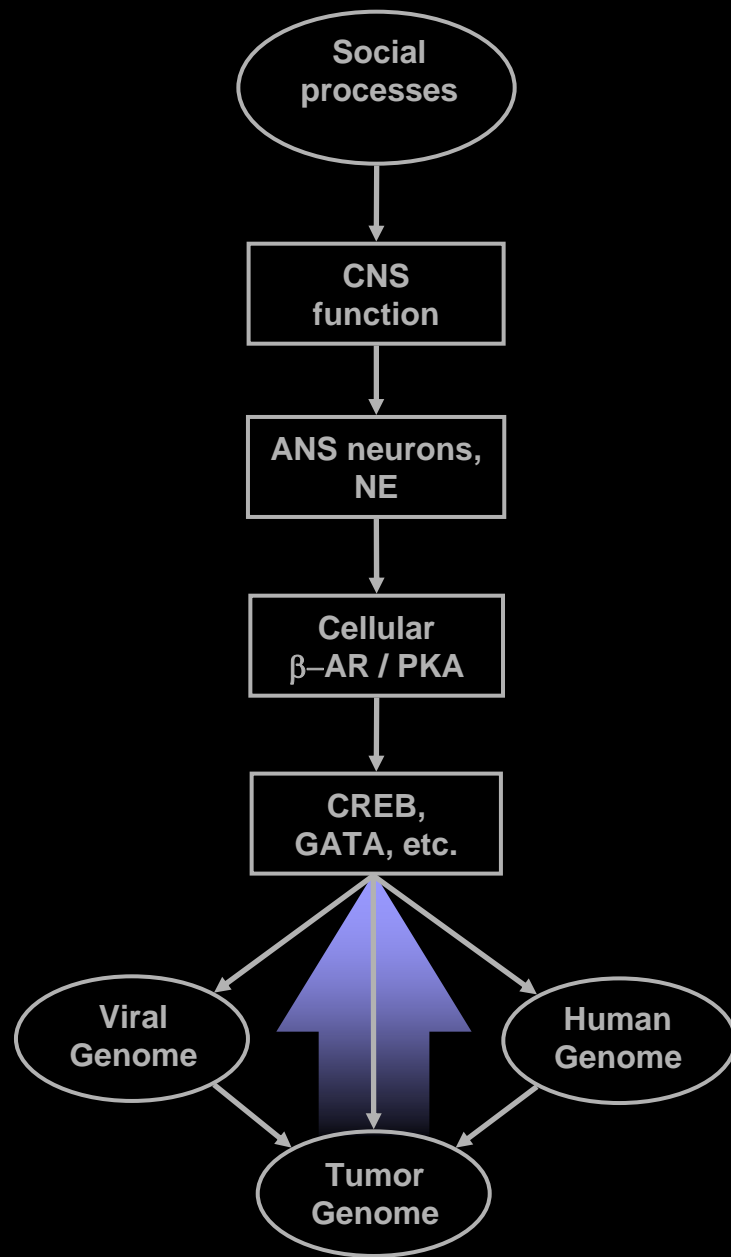 Social
processes
CNS
function
ANS neurons,
NE
Cellular
β–AR / PKA
CREB,
GATA, etc.
Viral
Genome
Human
Genome
Tumor
Genome